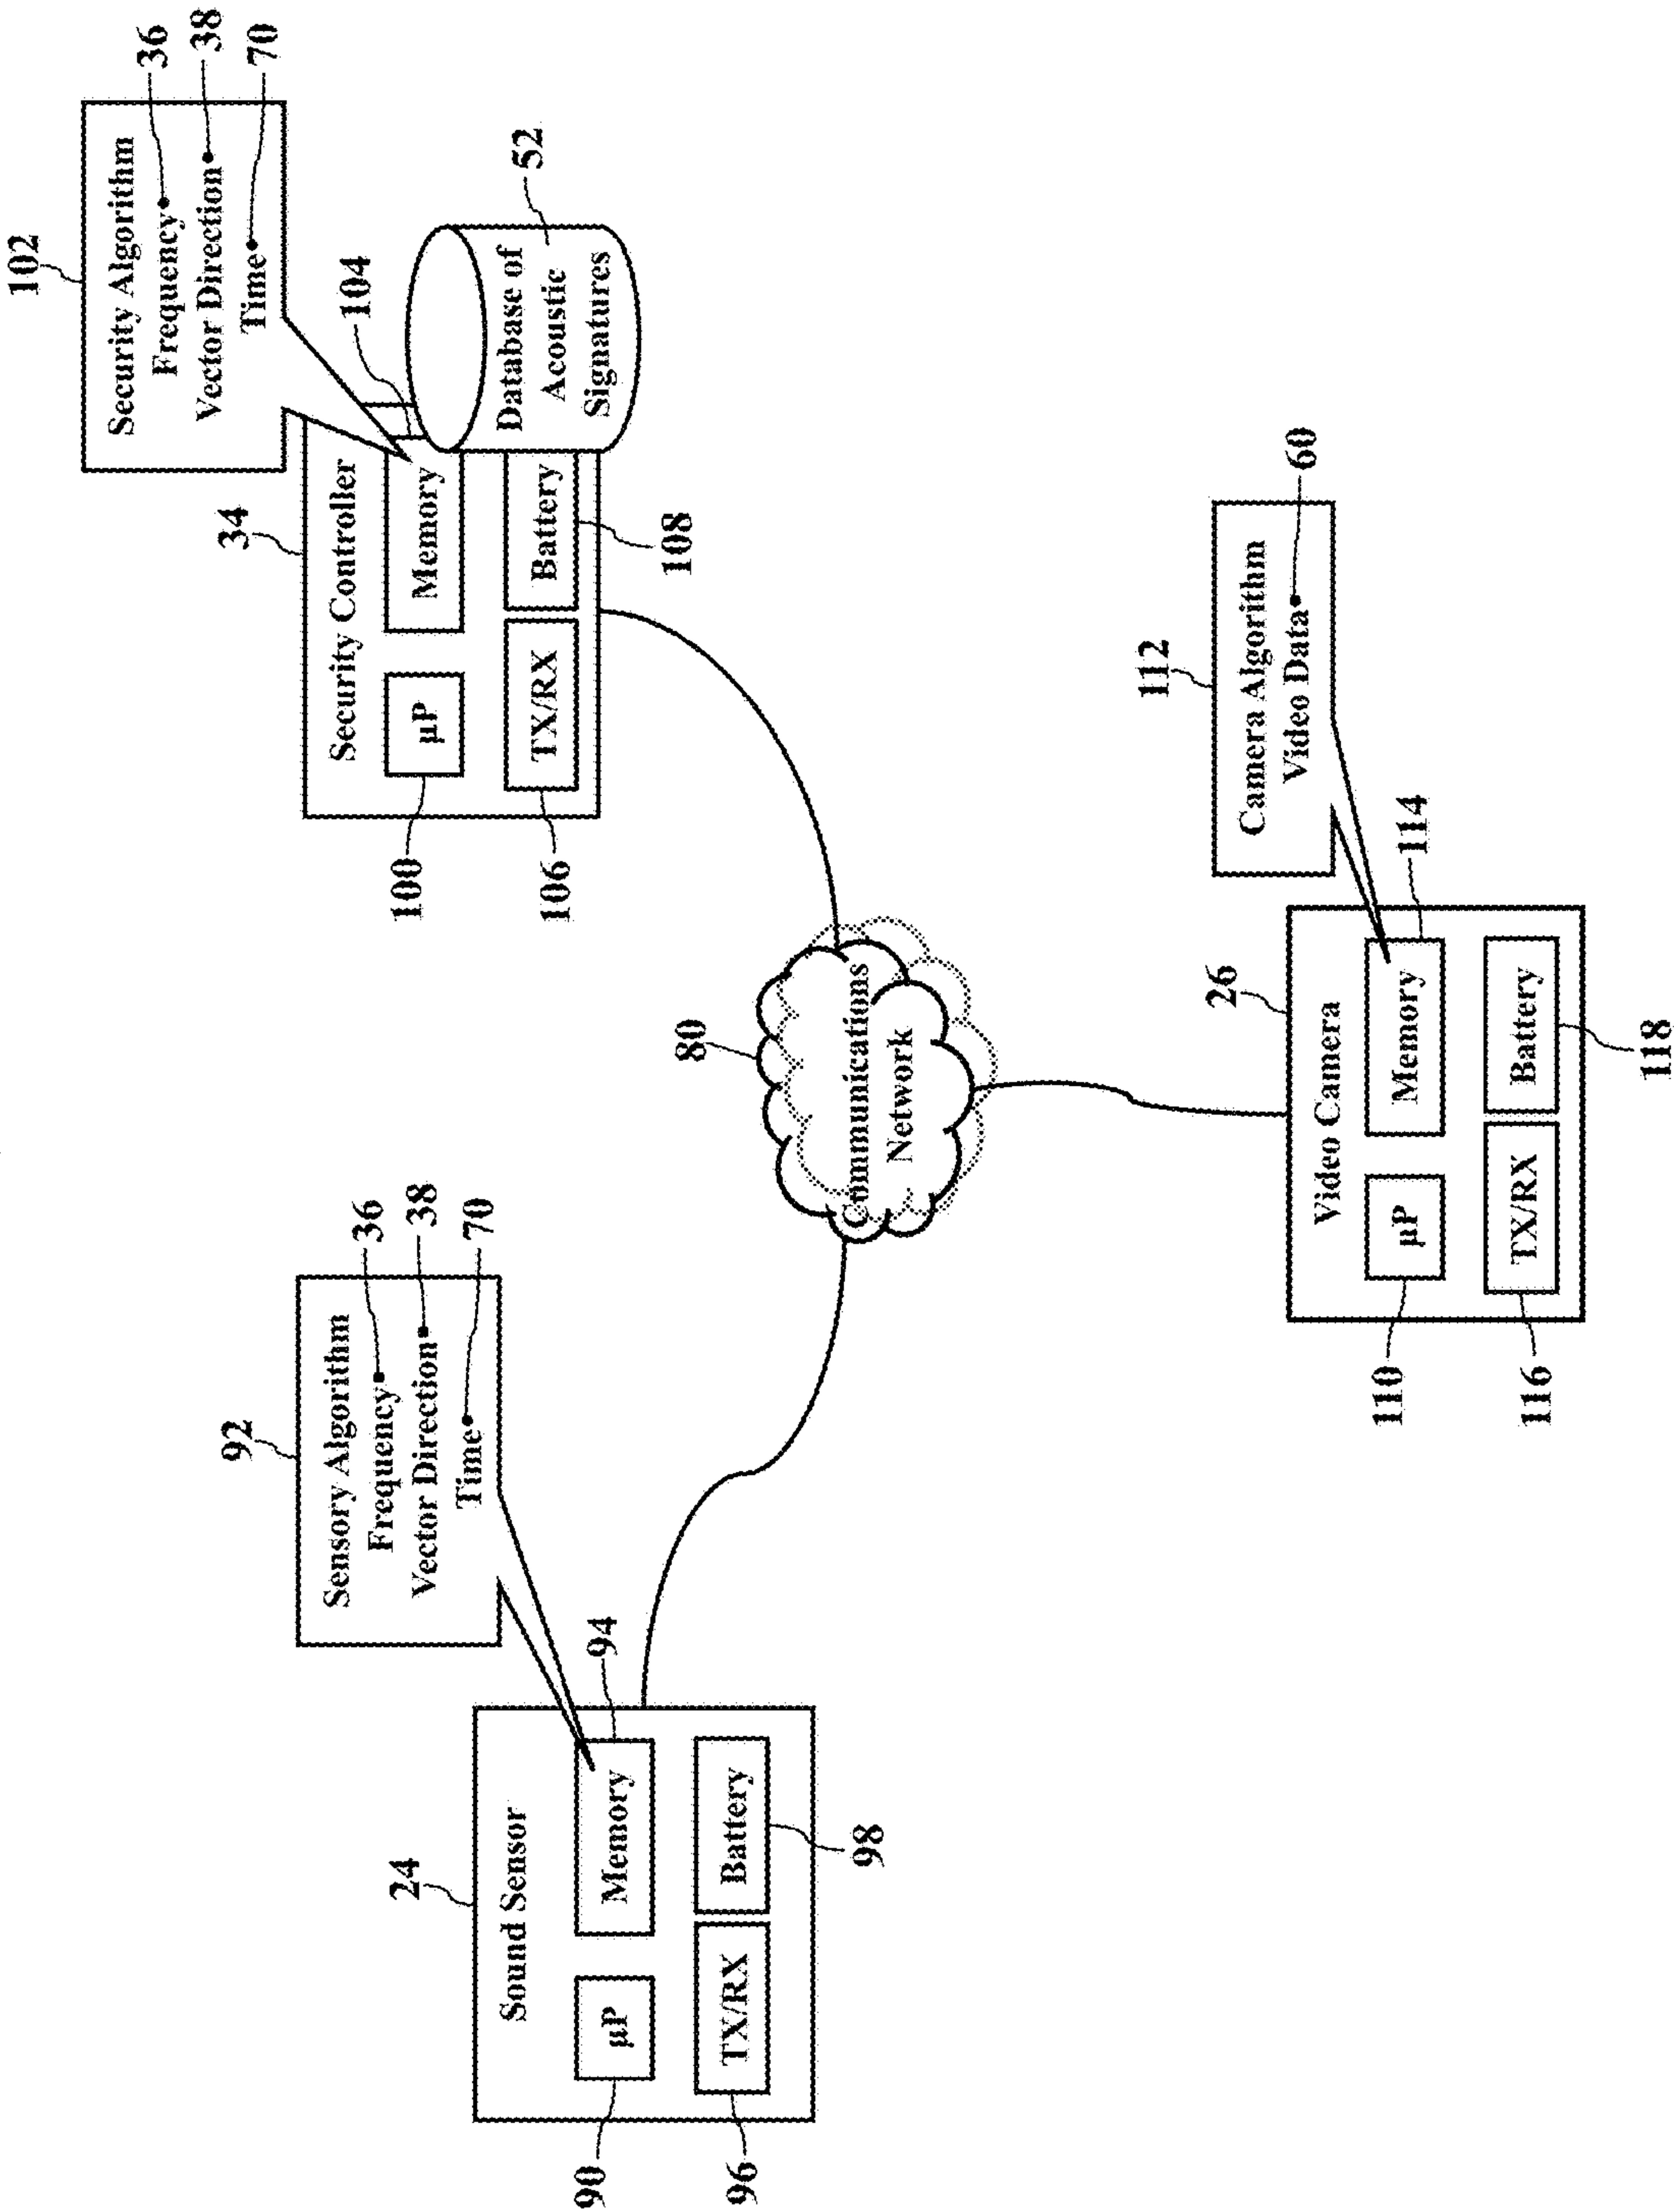 102
Security Algorithm
Frequency
Vector Direction
Time
36
38
70
34
Security Controller
μP
Memory
104
TX/RX
Battery
100
106
108
Database of
Acoustic
Signatures
52
92
Sensory Algorithm
Frequency
Vector Direction
Time
36
38
70
24
Sound Sensor
μP
Memory
94
TX/RX
Battery
90
96
98
80
Communications
Network
112
Camera Algorithm
Video Data
60
26
Video Camera
μP
Memory
114
TX/RX
Battery
110
116
118